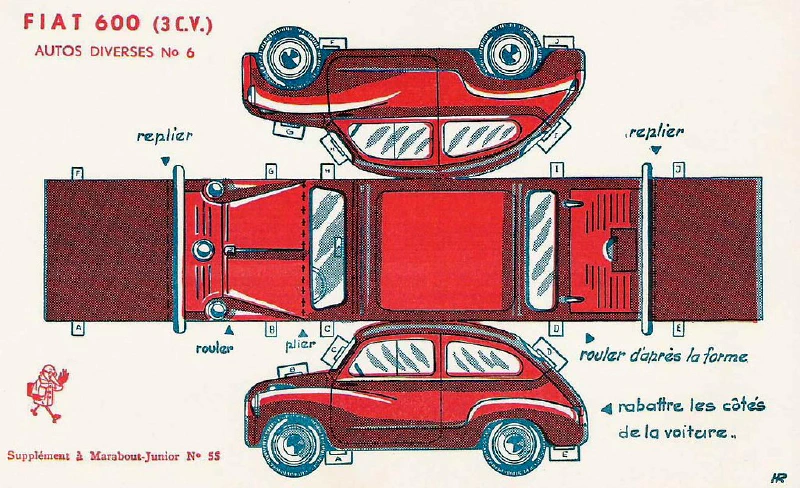 FIAT 600 (3 C.V.)
AUTOS DIVERSES No 6
replier
replier
F
J
G
K
E
F
G
H
I
J
A
B
C
D
E
rouler
plier
rouler d'après la forme
C
D
B
rabattre les côtés
de la voiture..
A
E
Supplément à Marabout-Junior No 55
HR